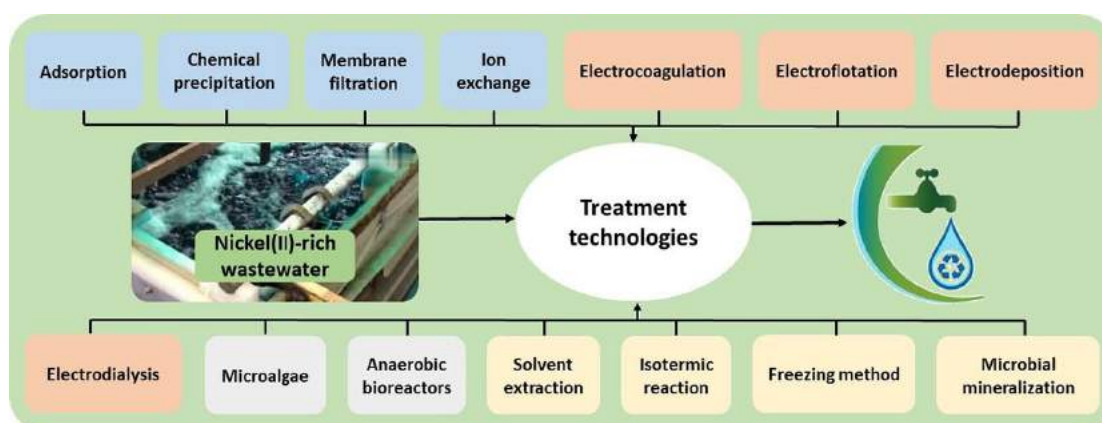 Adsorption
Chemical
precipitation
Membrane
filtration
Ion
exchange
Electrocoagulation
Electroflotation
Electrodeposition
Nickel(II)-rich
wastewater
Treatment
technologies
Electrodialysis
Microalgae
Anaerobic
bioreactors
Solvent
extraction
Isotermic
reaction
Freezing method
Microbial
mineralization